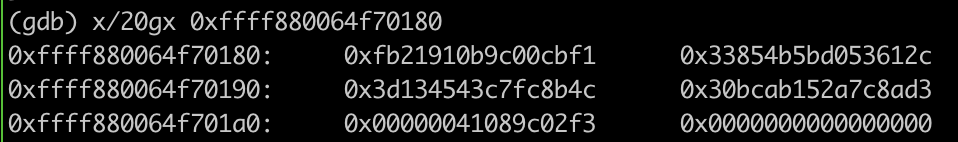 (gdb) x/20gx 0xffff880064f70180
0xffff880064f70180: 0xfb21910b9c00cbf1 0x33854b5bd053612c
0xffff880064f70190: 0x3d134543c7fc8b4c 0x30bcab152a7c8ad3
0xffff880064f701a0: 0x00000041089c02f3 0x0000000000000000